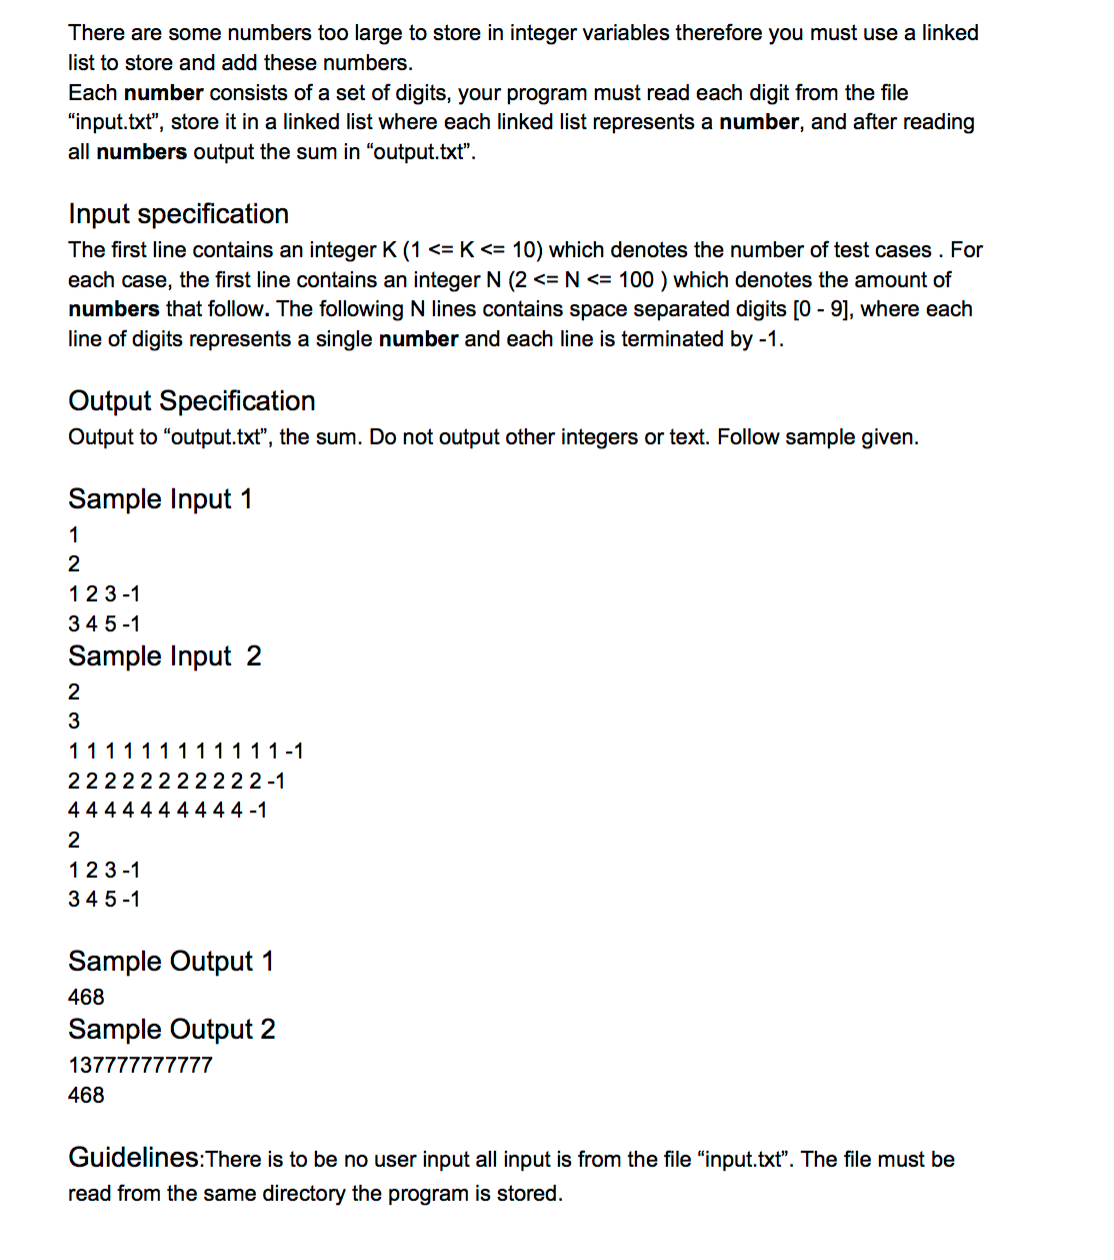 There are some numbers too large to store in integer variables therefore you must use a linked
list to store and add these numbers.
Each number consists of a set of digits, your program must read each digit from the file
“input.txt”, store it in a linked list where each linked list represents a number, and after reading
all numbers output the sum in “output.txt”.
Input specification
The first line contains an integer K (1 <= K <= 10) which denotes the number of test cases . For
each case, the first line contains an integer N (2 <= N <= 100 ) which denotes the amount of
numbers that follow. The following N lines contains space separated digits [0 - 9], where each
line of digits represents a single number and each line is terminated by -1.
Output Specification
Output to “output.txt”, the sum. Do not output other integers or text. Follow sample given.
Sample Input 1
1
2
1 2 3 -1
3 4 5 -1
Sample Input 2
2
3
1 1 1 1 1 1 1 1 1 1 1 1 -1
2 2 2 2 2 2 2 2 2 2 2 -1
4 4 4 4 4 4 4 4 4 4 -1
2
1 2 3 -1
3 4 5 -1
Sample Output 1
468
Sample Output 2
137777777777
468
Guidelines:There is to be no user input all input is from the file “input.txt”. The file must be
read from the same directory the program is stored.